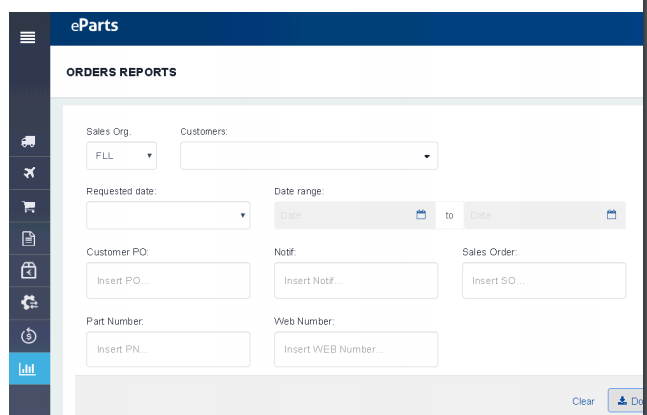 eParts
ORDERS REPORTS
Sales Org. Customers:
FLL
Requested date: Date range:
Date to Date
Customer PO: Notif: Sales Order:
Insert PO... Insert Notif... Insert SO...
Part Number: Web Number:
Insert PN... Insert WEB Number...
Clear Do